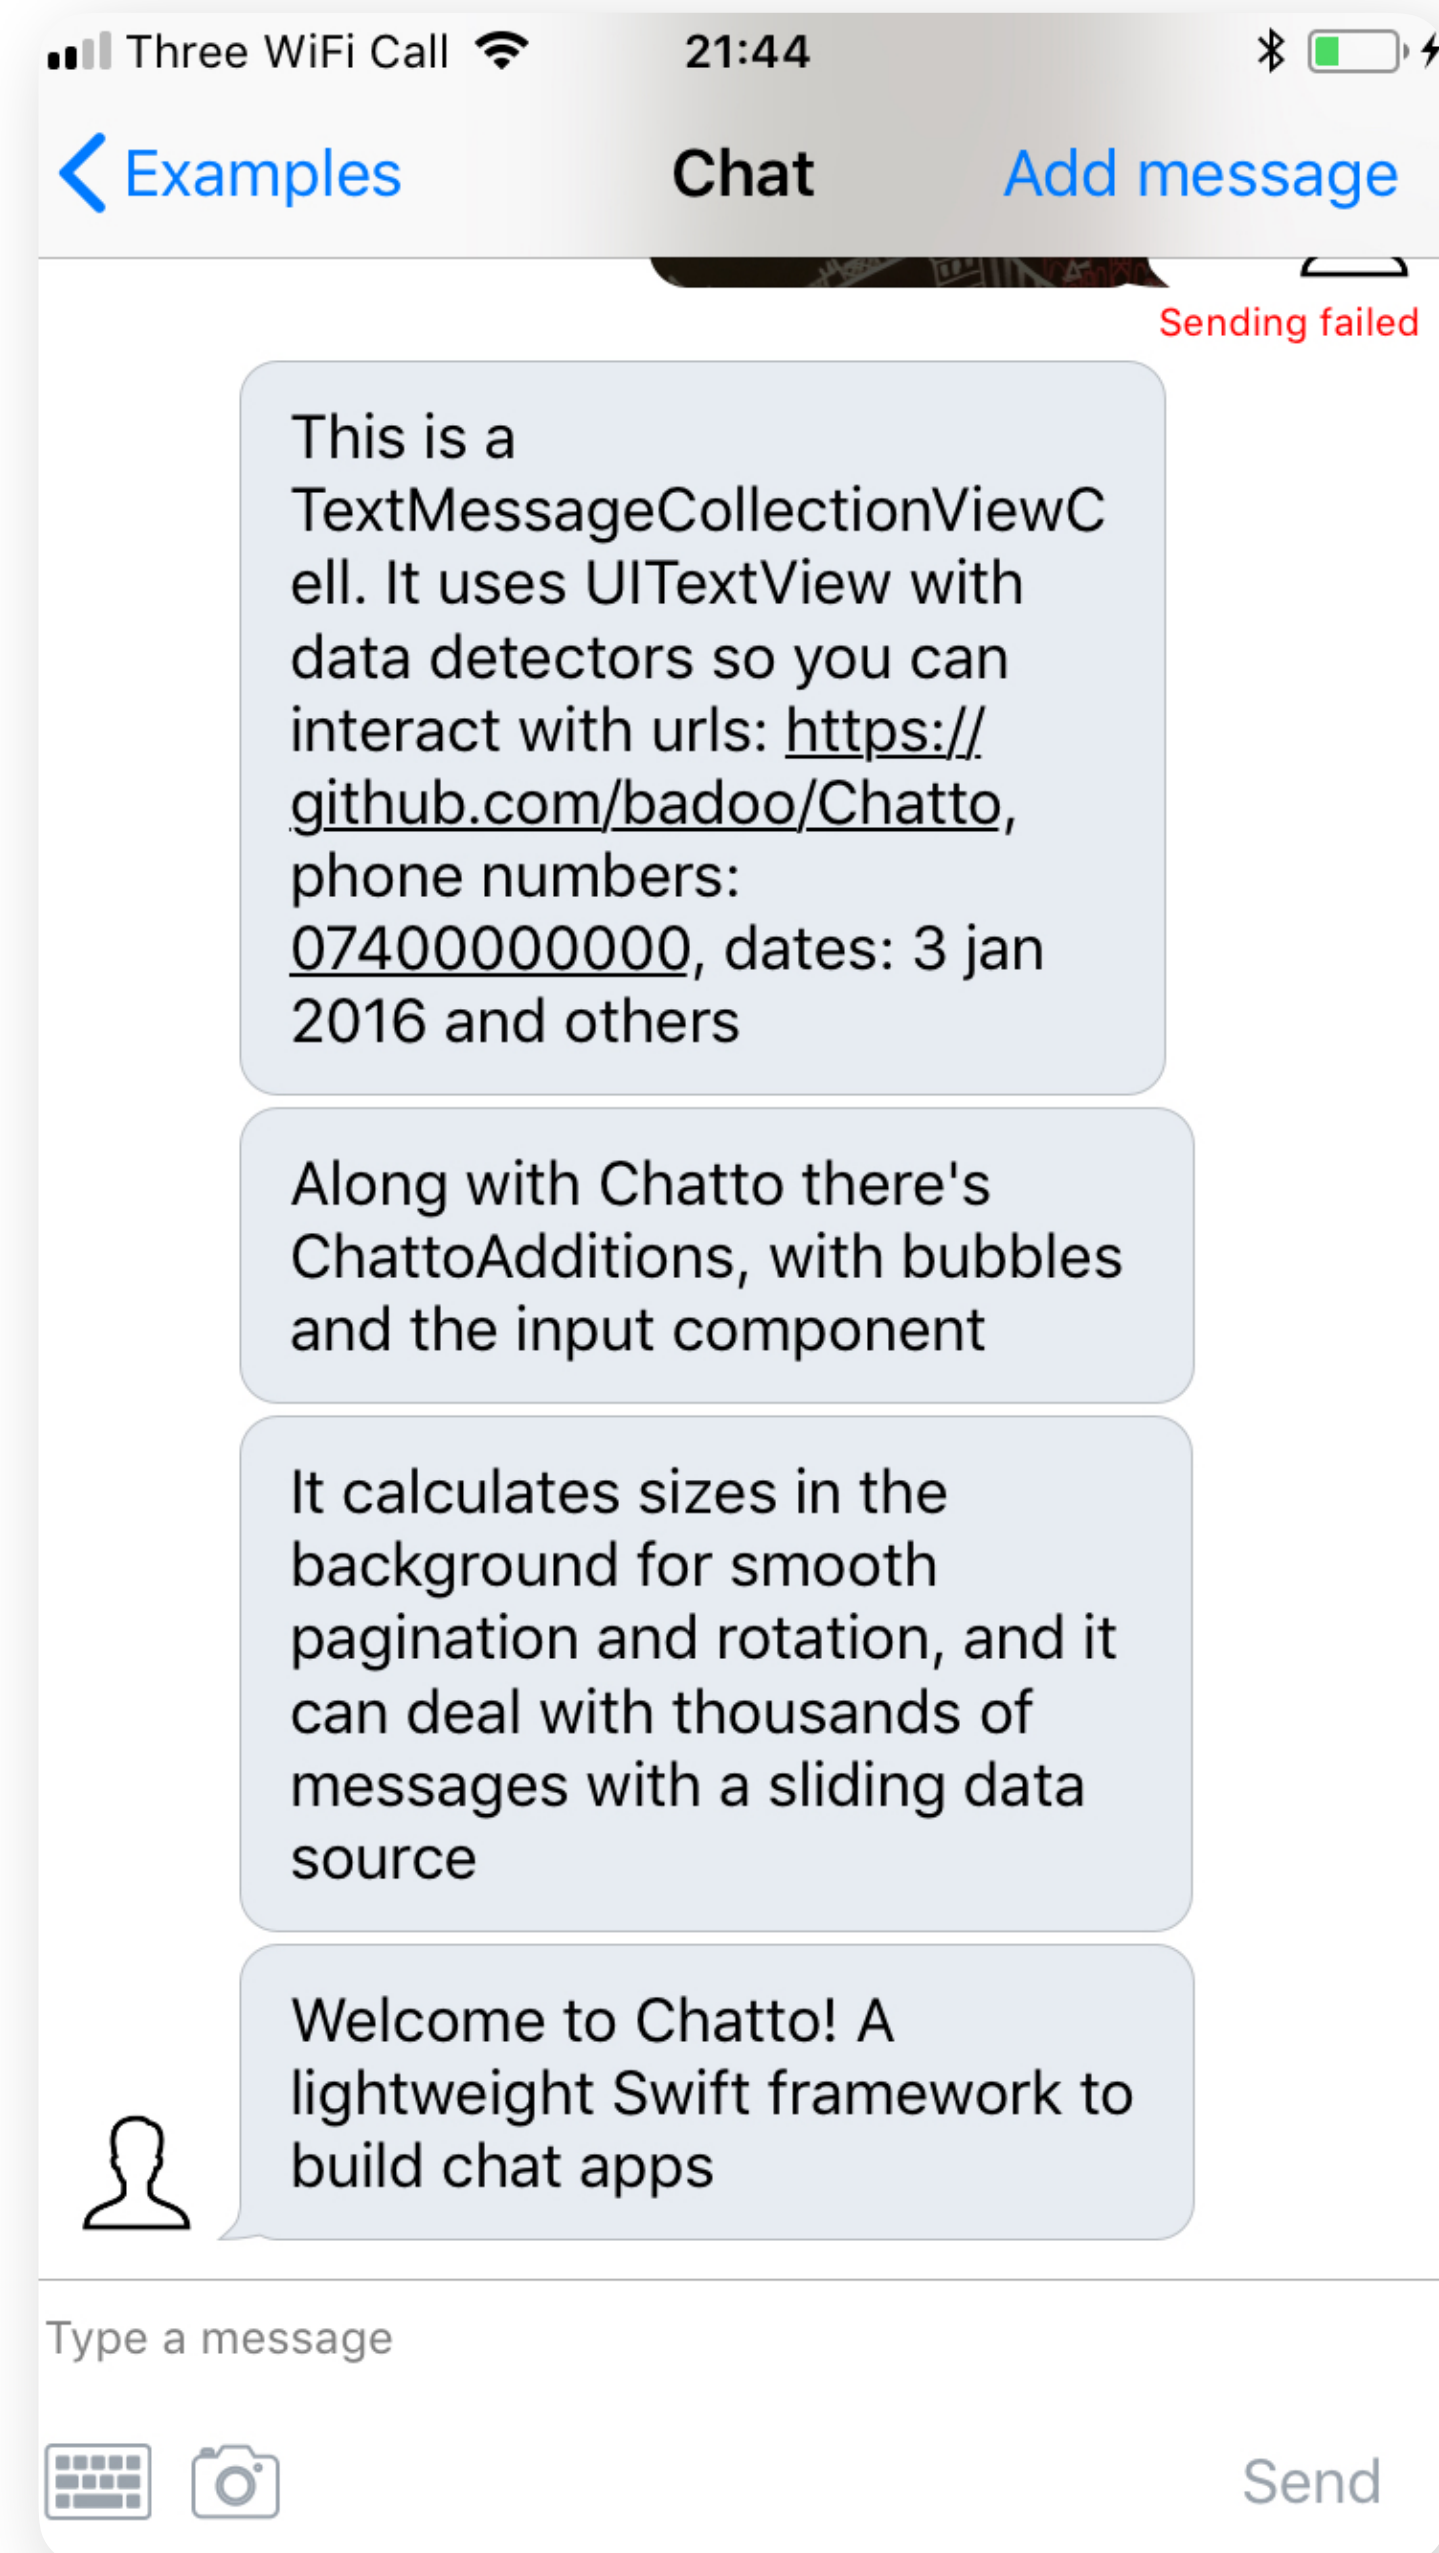 Three WiFi Call 21:44
Examples Chat Add message
Sending failed
This is a
TextMessageCollectionViewC
ell. It uses UITextView with
data detectors so you can
interact with urls: https://
github.com/badoo/Chatto,
phone numbers:
07400000000, dates: 3 jan
2016 and others
Along with Chatto there's
ChattoAdditions, with bubbles
and the input component
It calculates sizes in the
background for smooth
pagination and rotation, and it
can deal with thousands of
messages with a sliding data
source
Welcome to Chatto! A
lightweight Swift framework to
build chat apps
Type a message
Send